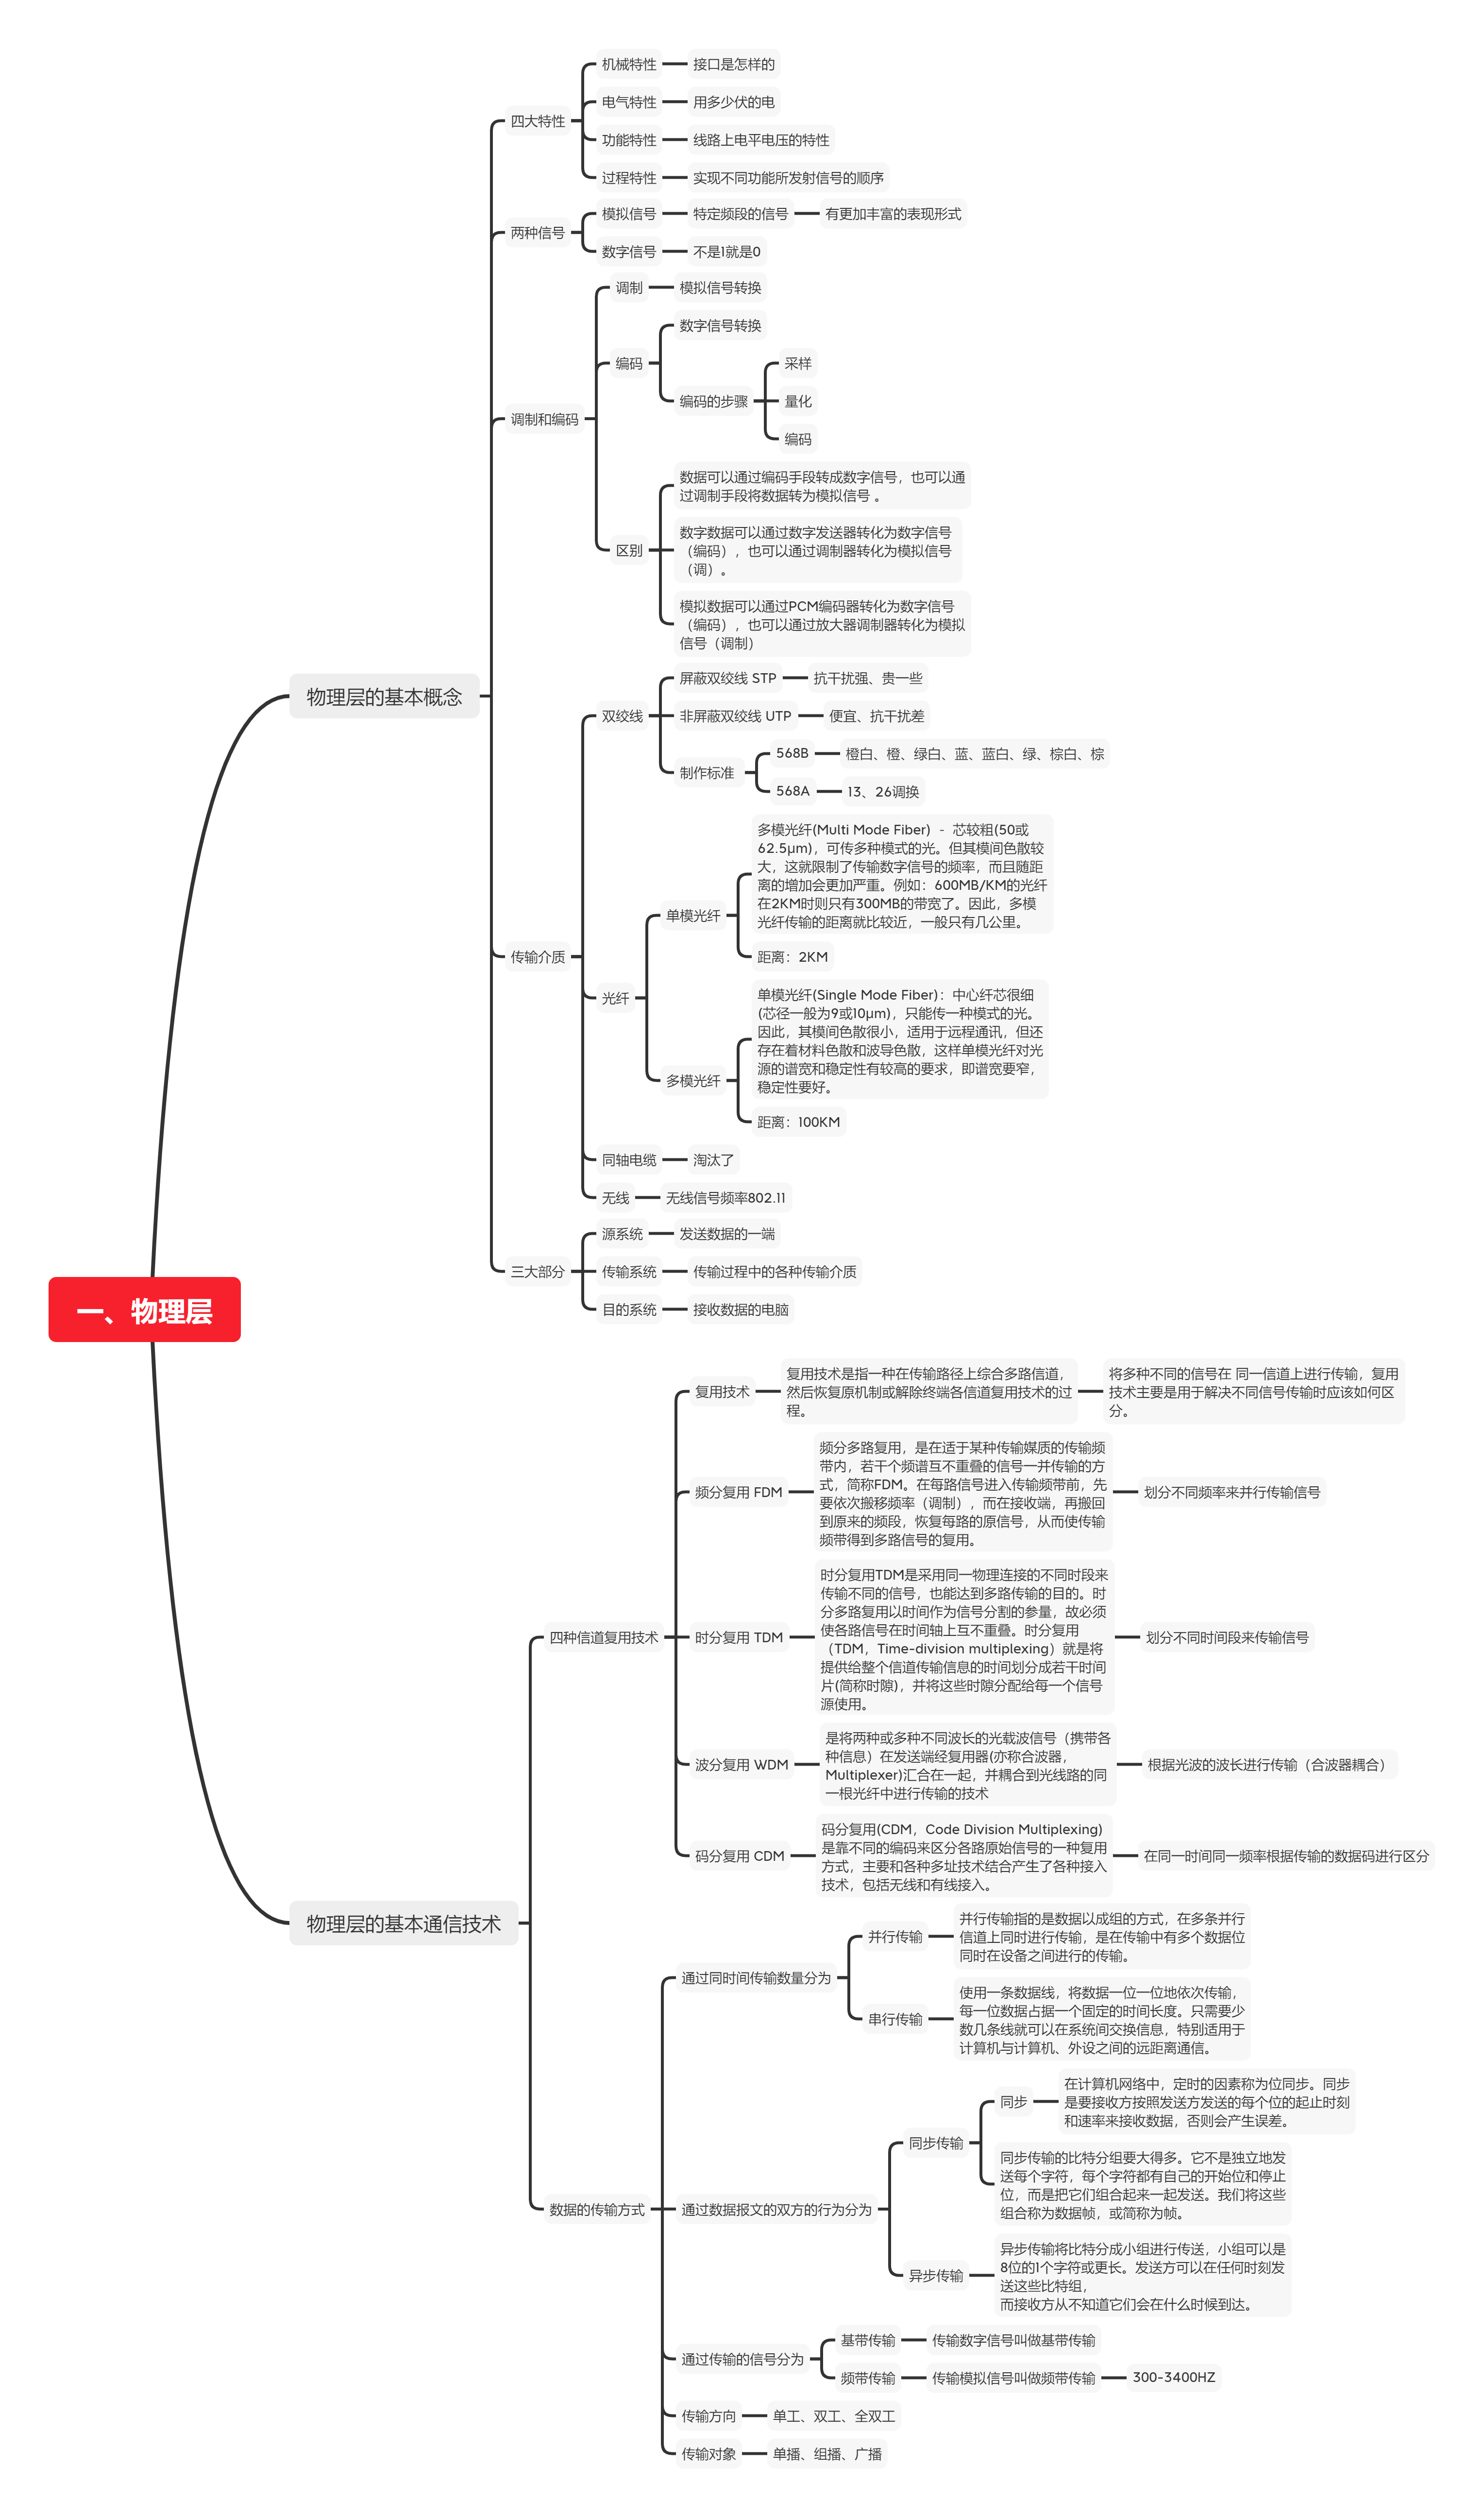 一、物理层
物理层的基本概念
四大特性
机械特性
接口是怎样的
电气特性
用多少伏的电
功能特性
线路上电平电压的特性
过程特性
实现不同功能所发射信号的顺序
两种信号
模拟信号
特定频段的信号
有更加丰富的表现形式
数字信号
不是1就是0
调制和编码
调制
模拟信号转换
编码
数字信号转换
编码的步骤
采样
量化
编码
区别
数据可以通过编码手段转成数字信号，也可以通
过调制手段将数据转为模拟信号 。
数字数据可以通过数字发送器转化为数字信号
（编码），也可以通过调制器转化为模拟信号
（调）。
模拟数据可以通过PCM编码器转化为数字信号
（编码），也可以通过放大器调制器转化为模拟
信号（调制）
传输介质
双绞线
屏蔽双绞线 STP
抗干扰强、贵一些
非屏蔽双绞线 UTP
便宜、抗干扰差
制作标准
568B
橙白、橙、绿白、蓝、蓝白、绿、棕白、棕
568A
13、26调换
光纤
单模光纤
多模光纤(Multi Mode Fiber)  -  芯较粗(50或
62.5μm)，可传多种模式的光。但其模间色散较
大，这就限制了传输数字信号的频率，而且随距
离的增加会更加严重。例如：600MB/KM的光纤
在2KM时则只有300MB的带宽了。因此，多模
光纤传输的距离就比较近，一般只有几公里。
距离：2KM
多模光纤
单模光纤(Single Mode Fiber)：中心纤芯很细
(芯径一般为9或10μm)，只能传一种模式的光。
因此，其模间色散很小，适用于远程通讯，但还
存在着材料色散和波导色散，这样单模光纤对光
源的谱宽和稳定性有较高的要求，即谱宽要窄，
稳定性要好。
距离：100KM
同轴电缆
淘汰了
无线
无线信号频率802.11
三大部分
源系统
发送数据的一端
传输系统
传输过程中的各种传输介质
目的系统
接收数据的电脑
物理层的基本通信技术
四种信道复用技术
复用技术
复用技术是指一种在传输路径上综合多路信道，
然后恢复原机制或解除终端各信道复用技术的过
程。
将多种不同的信号在 同一信道上进行传输，复用
技术主要是用于解决不同信号传输时应该如何区
分。
频分复用 FDM
频分多路复用，是在适于某种传输媒质的传输频
带内，若干个频谱互不重叠的信号一并传输的方
式，简称FDM。在每路信号进入传输频带前，先
要依次搬移频率（调制），而在接收端，再搬回
到原来的频段，恢复每路的原信号，从而使传输
频带得到多路信号的复用。
划分不同频率来并行传输信号
时分复用 TDM
时分复用TDM是采用同一物理连接的不同时段来
传输不同的信号，也能达到多路传输的目的。时
分多路复用以时间作为信号分割的参量，故必须
使各路信号在时间轴上互不重叠。时分复用
（TDM，Time-division multiplexing）就是将
提供给整个信道传输信息的时间划分成若干时间
片(简称时隙)，并将这些时隙分配给每一个信号
源使用。
划分不同时间段来传输信号
波分复用 WDM
是将两种或多种不同波长的光载波信号（携带各
种信息）在发送端经复用器(亦称合波器，
Multiplexer)汇合在一起，并耦合到光线路的同
一根光纤中进行传输的技术
根据光波的波长进行传输（合波器耦合）
码分复用 CDM
码分复用(CDM，Code Division Multiplexing)
是靠不同的编码来区分各路原始信号的一种复用
方式，主要和各种多址技术结合产生了各种接入
技术，包括无线和有线接入。
在同一时间同一频率根据传输的数据码进行区分
数据的传输方式
通过同时间传输数量分为
并行传输
并行传输指的是数据以成组的方式，在多条并行
信道上同时进行传输，是在传输中有多个数据位
同时在设备之间进行的传输。
串行传输
使用一条数据线，将数据一位一位地依次传输，
每一位数据占据一个固定的时间长度。只需要少
数几条线就可以在系统间交换信息，特别适用于
计算机与计算机、外设之间的远距离通信。
通过数据报文的双方的行为分为
同步传输
同步
在计算机网络中，定时的因素称为位同步。同步
是要接收方按照发送方发送的每个位的起止时刻
和速率来接收数据，否则会产生误差。
同步传输的比特分组要大得多。它不是独立地发
送每个字符，每个字符都有自己的开始位和停止
位，而是把它们组合起来一起发送。我们将这些
组合称为数据帧，或简称为帧。
异步传输
异步传输将比特分成小组进行传送，小组可以是
8位的1个字符或更长。发送方可以在任何时刻发
送这些比特组，
而接收方从不知道它们会在什么时候到达。
通过传输的信号分为
基带传输
传输数字信号叫做基带传输
频带传输
传输模拟信号叫做频带传输
300-3400HZ
传输方向
单工、双工、全双工
传输对象
单播、组播、广播